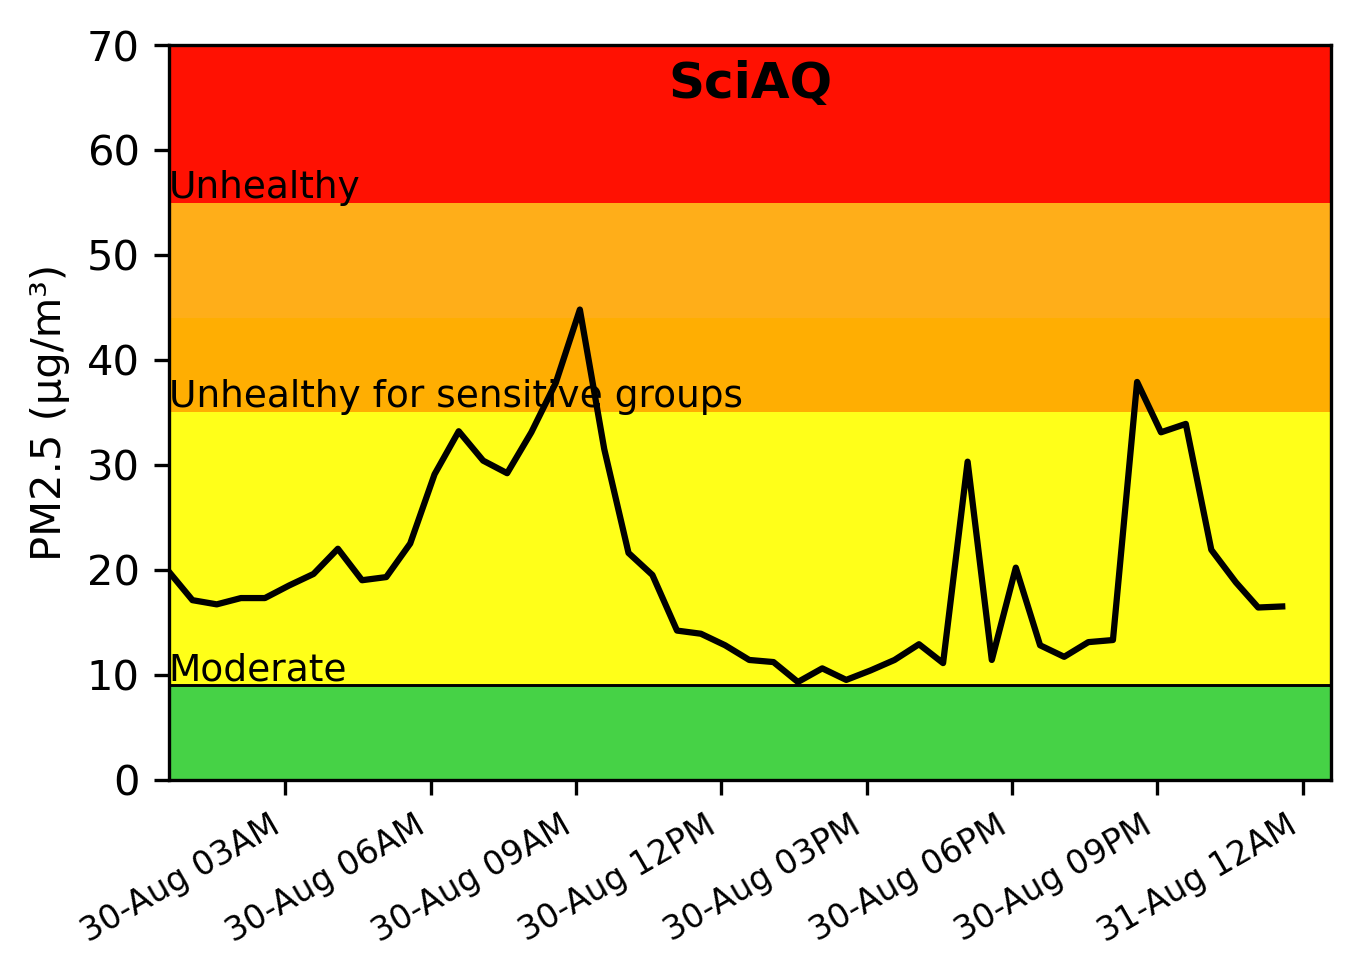 SciAQ
70
60
50
40
30
20
10
0
PM2.5 (µg/m³)
Unhealthy
Unhealthy for sensitive groups
Moderate
30-Aug 03AM
30-Aug 06AM
30-Aug 09AM
30-Aug 12PM
30-Aug 03PM
30-Aug 06PM
30-Aug 09PM
31-Aug 12AM